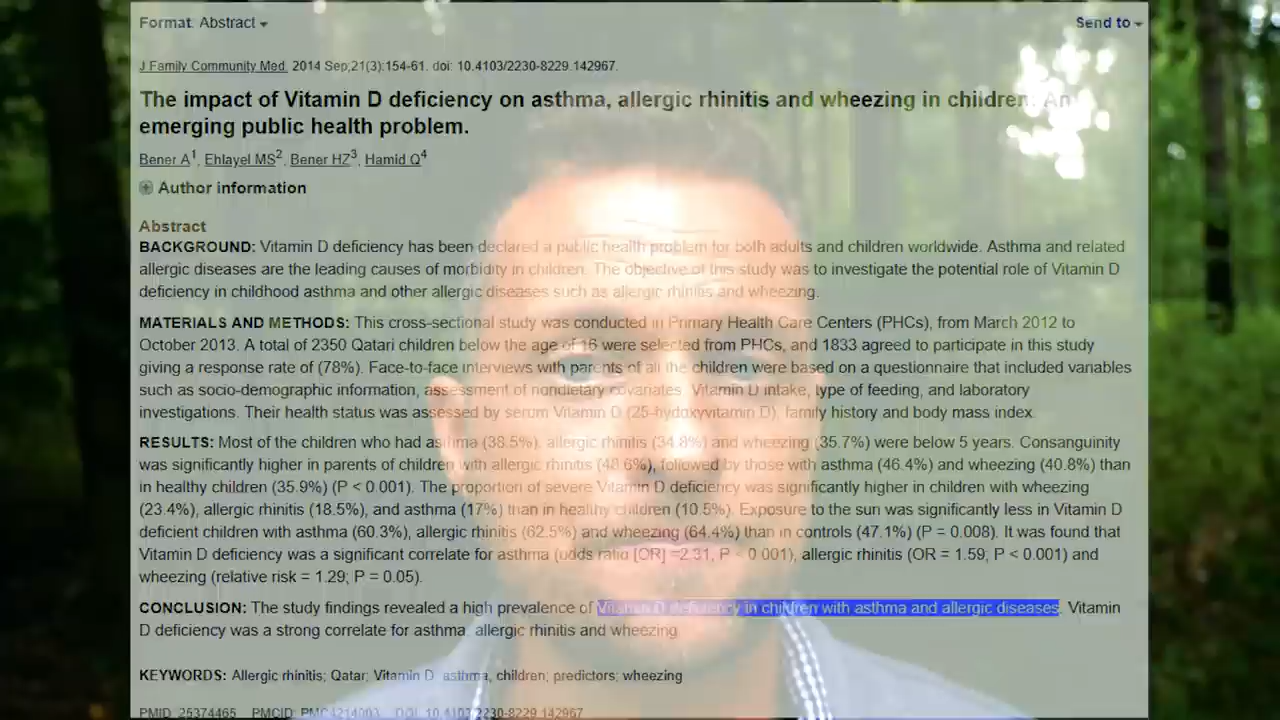 Format: Abstract
Send to
J Family Community Med. 2014 Sep;21(3):154-61. doi: 10.4103/2230-8229.142967.
The impact of Vitamin D deficiency on asthma, allergic rhinitis and wheezing in children: An
emerging public health problem.
Bener A1, Ehlayel MS2, Bener HZ3, Hamid Q4
Author information
Abstract
BACKGROUND: Vitamin D deficiency has been declared a public health problem for both adults and children worldwide. Asthma and related
allergic diseases are the leading causes of morbidity in children. The objective of this study was to investigate the potential role of Vitamin D
deficiency in childhood asthma and other allergic diseases such as allergic rhinitis and wheezing.
MATERIALS AND METHODS: This cross-sectional study was conducted in Primary Health Care Centers (PHCs), from March 2012 to
October 2013. A total of 2350 Qatari children below the age of 16 were selected from PHCs, and 1833 agreed to participate in this study
giving a response rate of (78%). Face-to-face interviews with parents of all the children were based on a questionnaire that included variables
such as socio-demographic information, assessment of nondietary covariates, Vitamin D intake, type of feeding, and laboratory
investigations. Their health status was assessed by serum Vitamin D (25-hydoxyvitamin D), family history and body mass index.
RESULTS: Most of the children who had asthma (38.5%), allergic rhinitis (34.8%) and wheezing (35.7%) were below 5 years. Consanguinity
was significantly higher in parents of children with allergic rhinitis (48.6%), followed by those with asthma (46.4%) and wheezing (40.8%) than
in healthy children (35.9%) (P < 0.001). The proportion of severe Vitamin D deficiency was significantly higher in children with wheezing
(23.4%), allergic rhinitis (18.5%), and asthma (17%) than in healthy children (10.5%). Exposure to the sun was significantly less in Vitamin D
deficient children with asthma (60.3%), allergic rhinitis (62.5%) and wheezing (64.4%) than in controls (47.1%) (P = 0.008). It was found that
Vitamin D deficiency was a significant correlate for asthma (odds ratio [OR] =2.31; P < 0.001), allergic rhinitis (OR = 1.59; P < 0.001) and
wheezing (relative risk = 1.29; P = 0.05).
CONCLUSION: The study findings revealed a high prevalence of Vitamin D deficiency in children with asthma and allergic diseases. Vitamin
D deficiency was a strong correlate for asthma, allergic rhinitis and wheezing.
KEYWORDS: Allergic rhinitis; Qatar; Vitamin D; asthma; children; predictors; wheezing
PMID: 25374465 PMCID: PMC4214003 DOI: 10.4103/2230-8229.142967